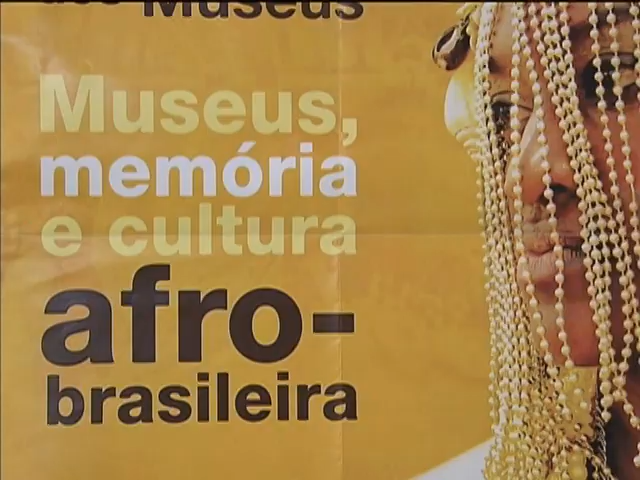 Museus
Museus,
memória
e cultura
afro-
brasileira